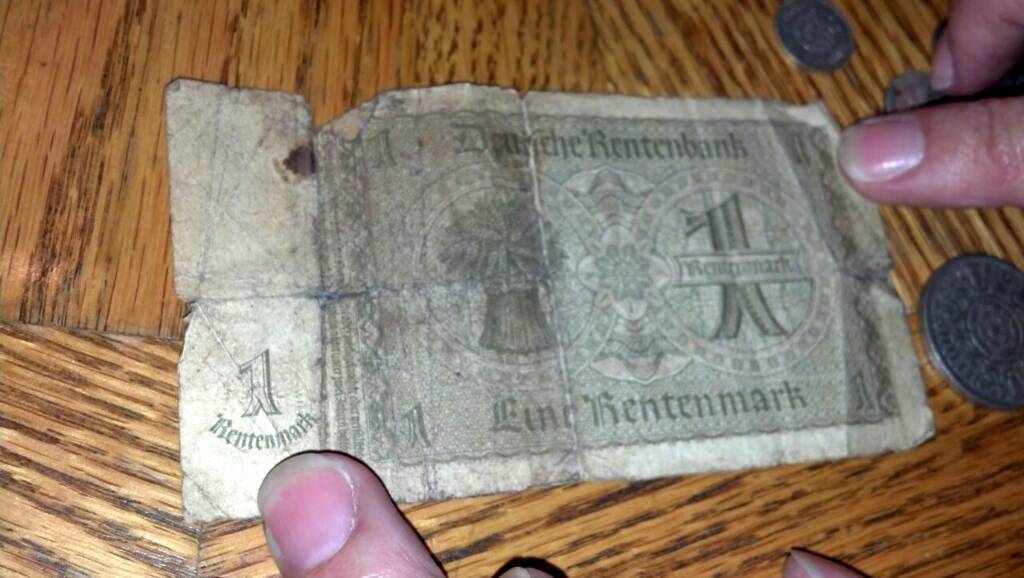 1 Deutsche Rentenbank 1
1
Rentenmark
1
Rentenmark
1 Eine Rentenmark 1